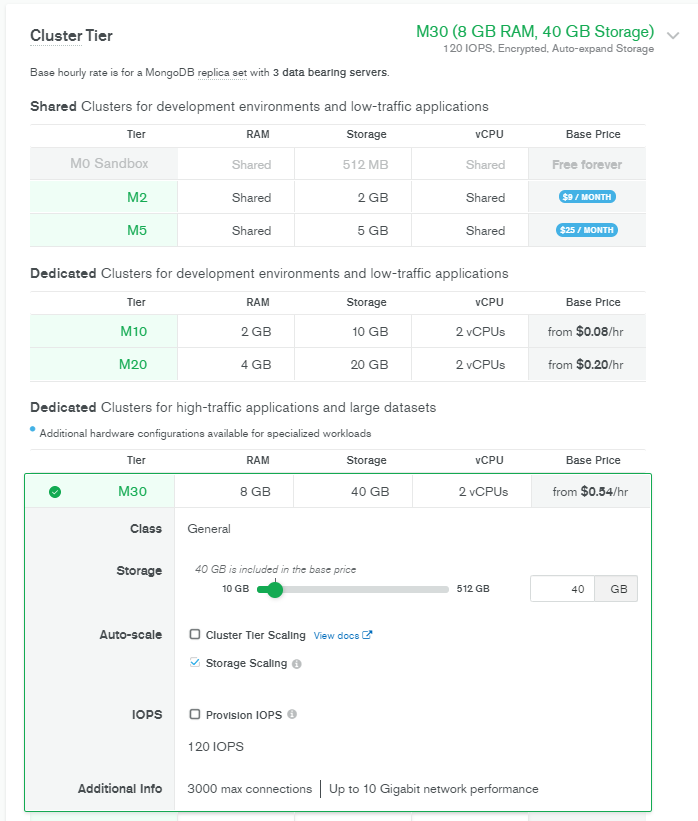 Cluster Tier
M30 (8 GB RAM, 40 GB Storage)
120 IOPS, Encrypted, Auto-expand Storage
Base hourly rate is for a MongoDB replica set with 3 data bearing servers.
Shared Clusters for development environments and low-traffic applications
Tier RAM Storage vCPU Base Price
M0 Sandbox Shared 512 MB Shared Free forever
M2 Shared 2 GB Shared $9 / MONTH
M5 Shared 5 GB Shared $25 / MONTH
Dedicated Clusters for development environments and low-traffic applications
Tier RAM Storage vCPU Base Price
M10 2 GB 10 GB 2 vCPUs from $0.08/hr
M20 4 GB 20 GB 2 vCPUs from $0.20/hr
Dedicated Clusters for high-traffic applications and large datasets
Additional hardware configurations available for specialized workloads
Tier RAM Storage vCPU Base Price
M30 8 GB 40 GB 2 vCPUs from $0.54/hr
Class General
Storage 40 GB is included in the base price
10 GB 512 GB 40 GB
Auto-scale Cluster Tier Scaling View docs
Storage Scaling
IOPS Provision IOPS
120 IOPS
Additional Info 3000 max connections Up to 10 Gigabit network performance